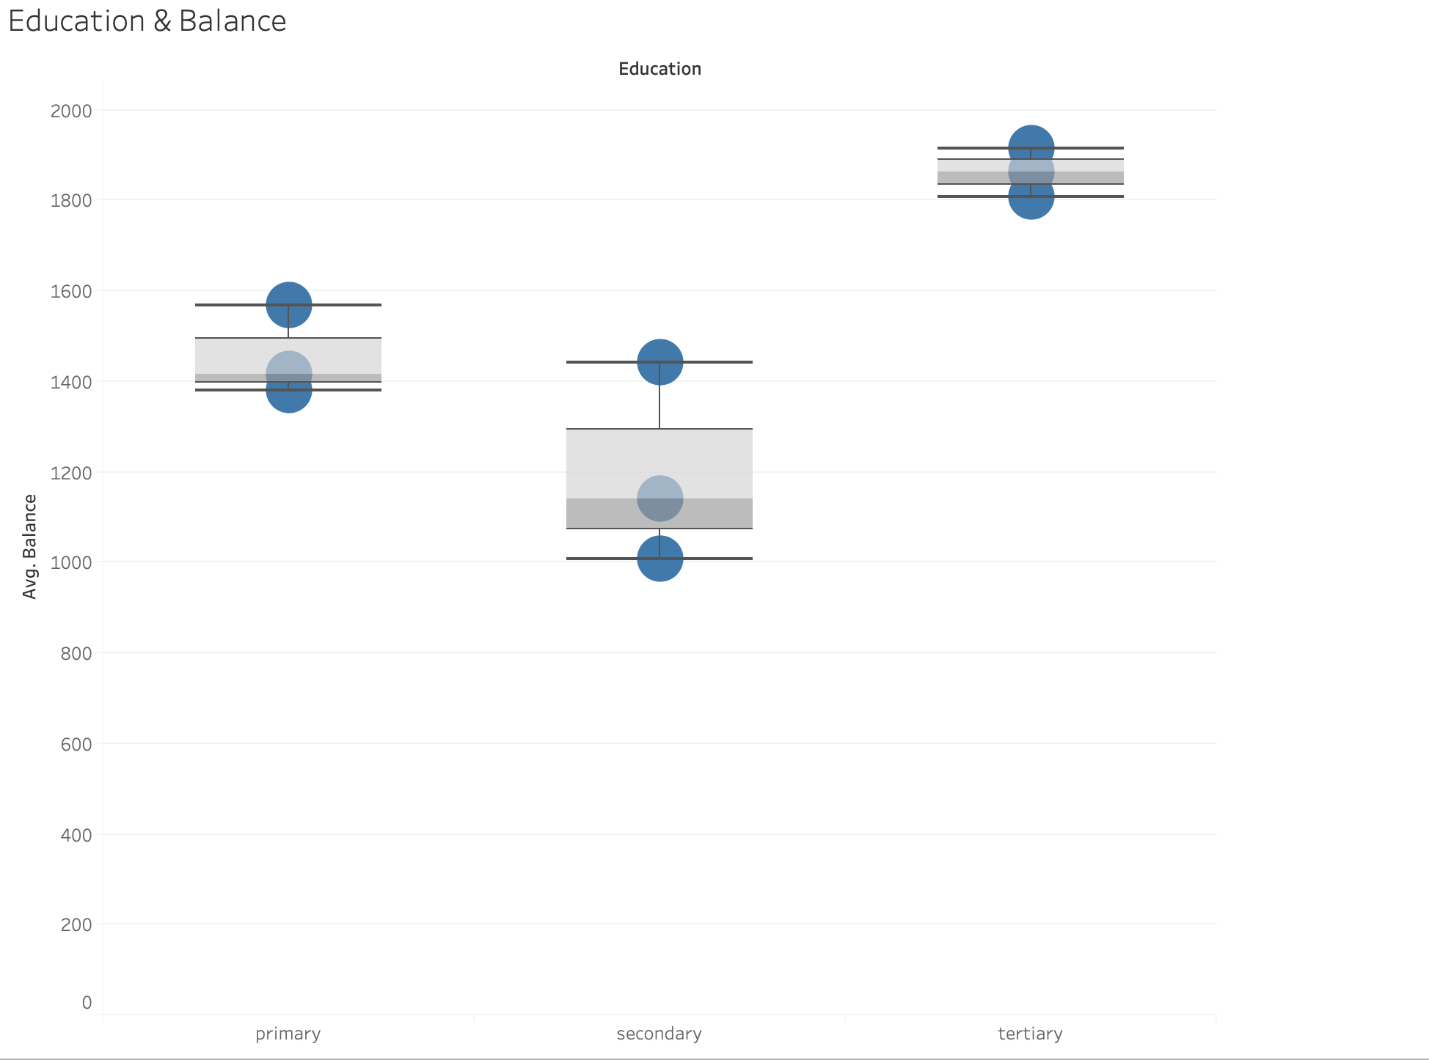 Education & Balance
Education
2000
1800
1600
1400
1200
1000
800
600
400
200
0
Avg. Balance
primary
secondary
tertiary